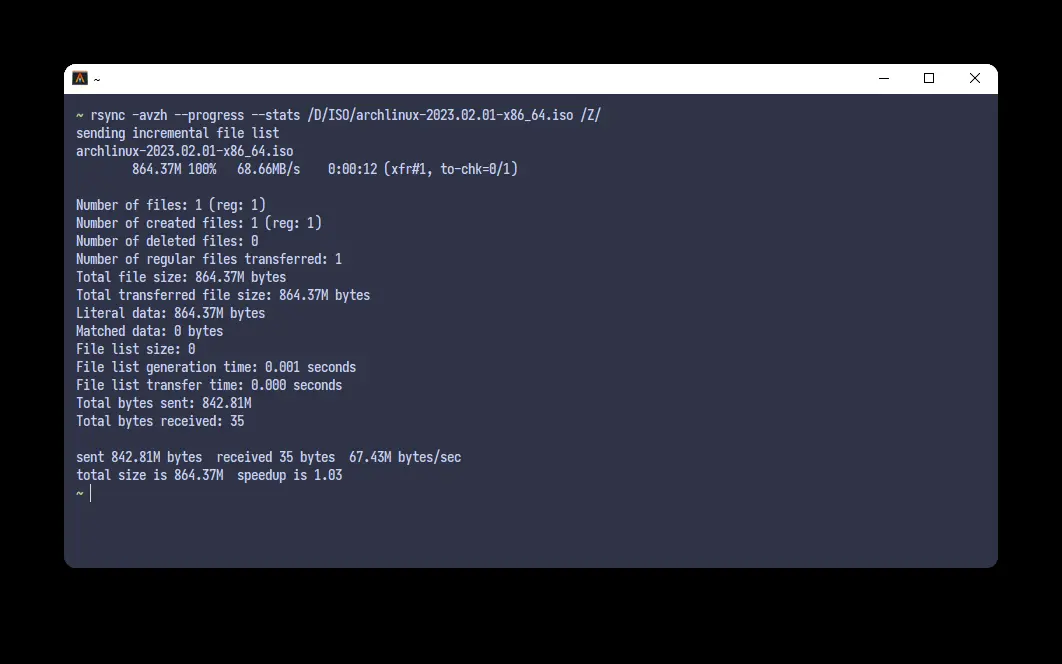 ~
~ rsync -avzh --progress --stats /D/ISO/archlinux-2023.02.01-x86_64.iso /Z/
sending incremental file list
archlinux-2023.02.01-x86_64.iso
        864.37M 100%   68.66MB/s    0:00:12 (xfr#1, to-chk=0/1)

Number of files: 1 (reg: 1)
Number of created files: 1 (reg: 1)
Number of deleted files: 0
Number of regular files transferred: 1
Total file size: 864.37M bytes
Total transferred file size: 864.37M bytes
Literal data: 864.37M bytes
Matched data: 0 bytes
File list size: 0
File list generation time: 0.001 seconds
File list transfer time: 0.000 seconds
Total bytes sent: 842.81M
Total bytes received: 35

sent 842.81M bytes  received 35 bytes  67.43M bytes/sec
total size is 864.37M  speedup is 1.03
~